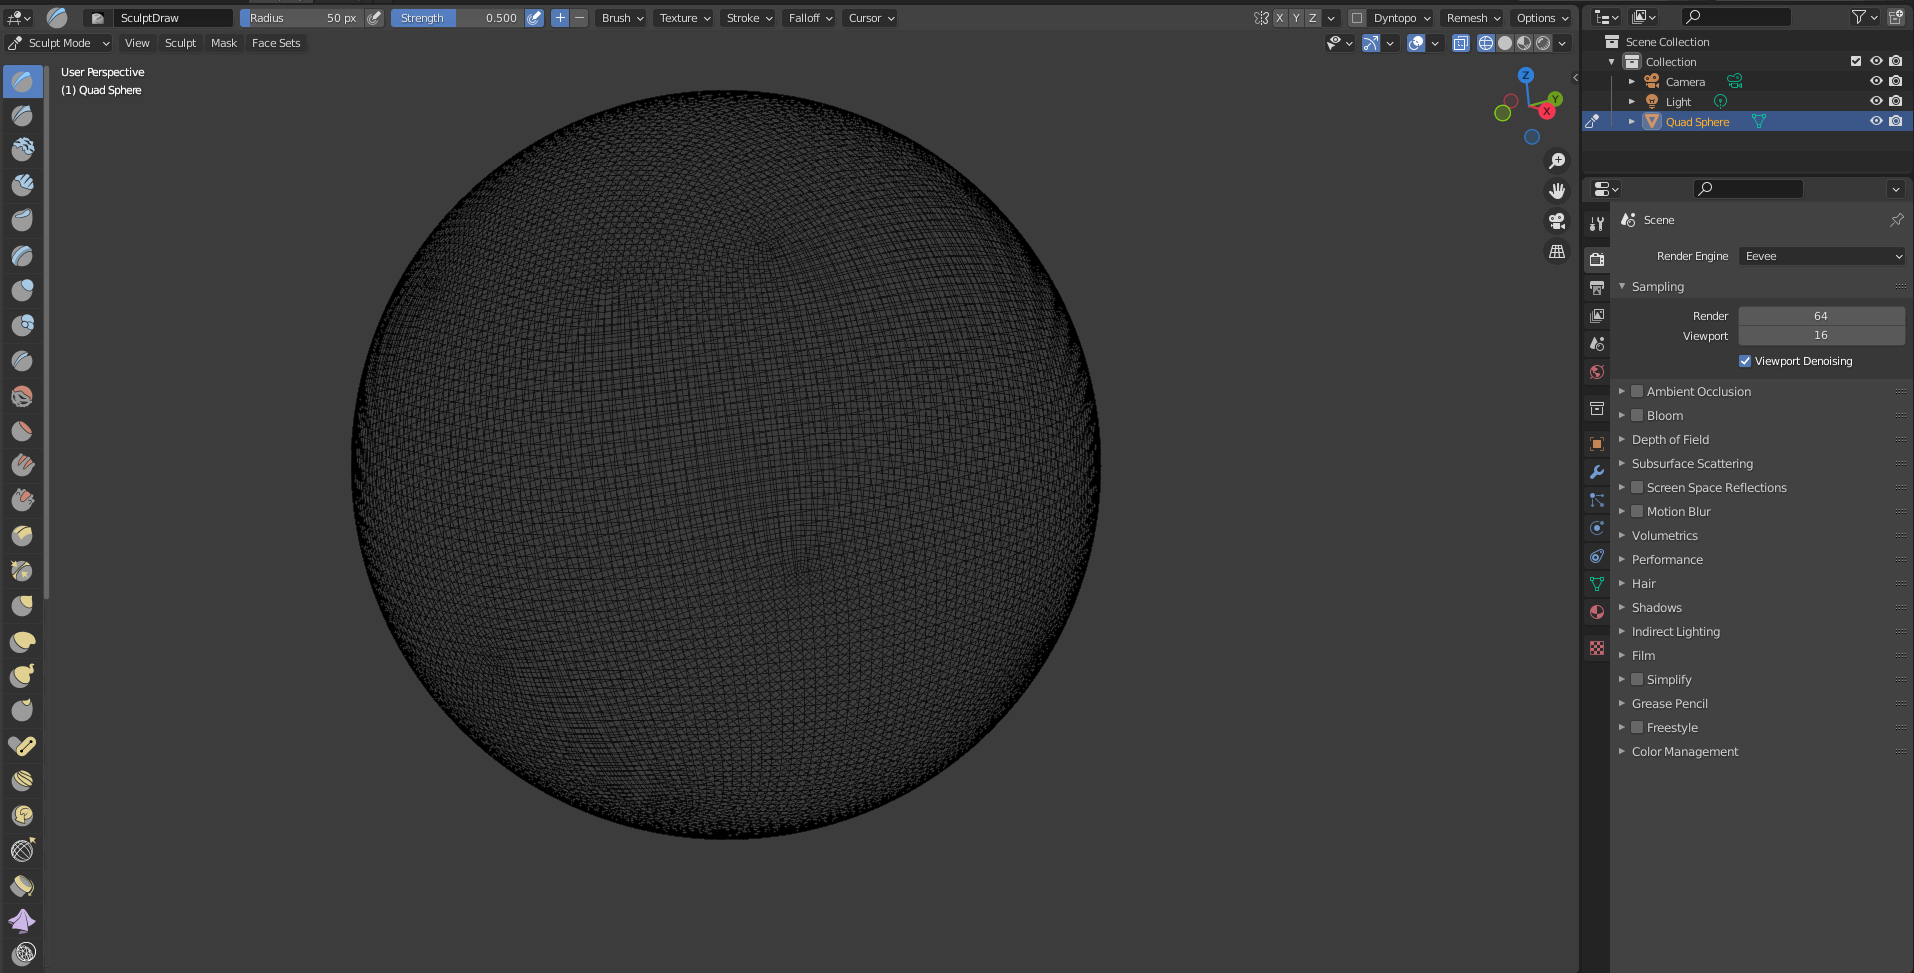 SculptDraw Radius 50 px Strength 0.500 Brush Texture Stroke Falloff Cursor X Y Z Dyntopo Remesh Options
Sculpt Mode View Sculpt Mask Face Sets
User Perspective
(1) Quad Sphere
Z
Y
X
Scene Collection
Collection
Camera
Light
Quad Sphere
Scene
Render Engine Eevee
Sampling
Render 64
Viewport 16
Viewport Denoising
Ambient Occlusion
Bloom
Depth of Field
Subsurface Scattering
Screen Space Reflections
Motion Blur
Volumetrics
Performance
Hair
Shadows
Indirect Lighting
Film
Simplify
Grease Pencil
Freestyle
Color Management